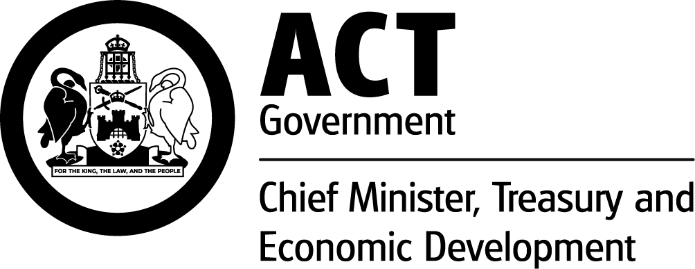 ACT
Government
FOR THE KING, THE LAW, AND THE PEOPLE
Chief Minister, Treasury and
Economic Development